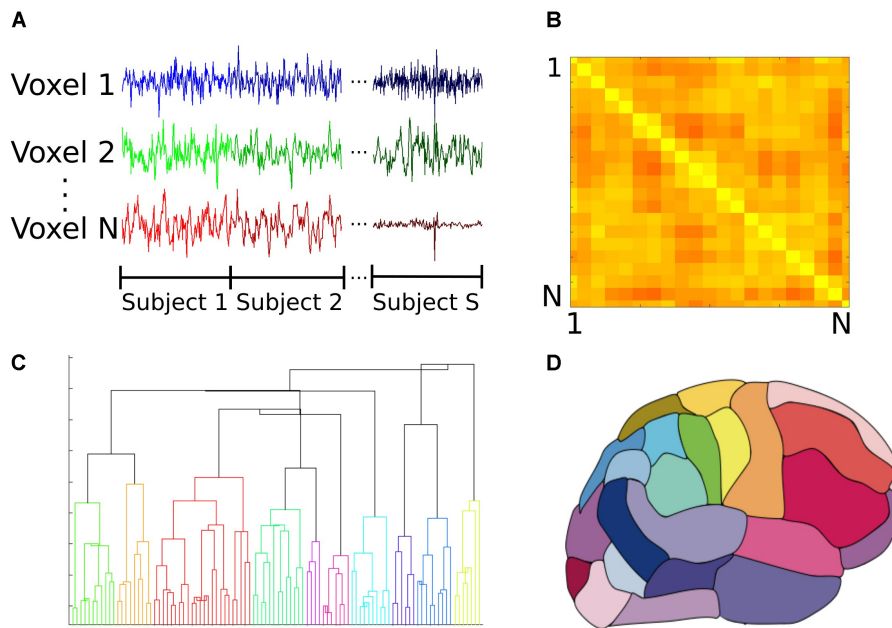 A
Voxel 1
...
Voxel 2
...
Voxel N
...
...
Subject 1
Subject 2
Subject S
B
1
N
1
N
C
D